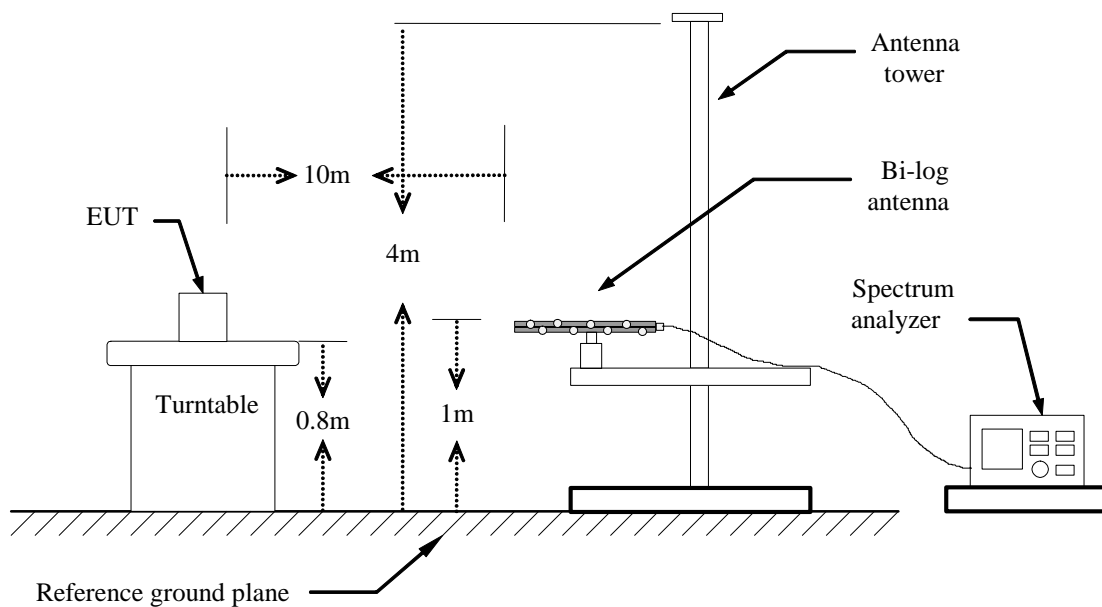 Antenna
tower
10m
Bi-log
antenna
EUT
4m
Spectrum
analyzer
Turntable
0.8m
1m
Reference ground plane